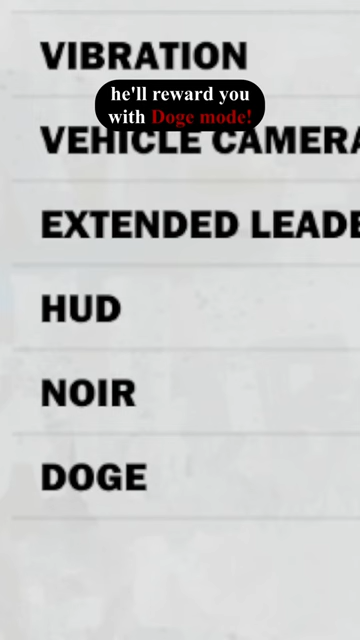 VIBRATION
he'll reward you
with Doge mode!
VEHICLE CAMERA
EXTENDED LEADE
HUD
NOIR
DOGE